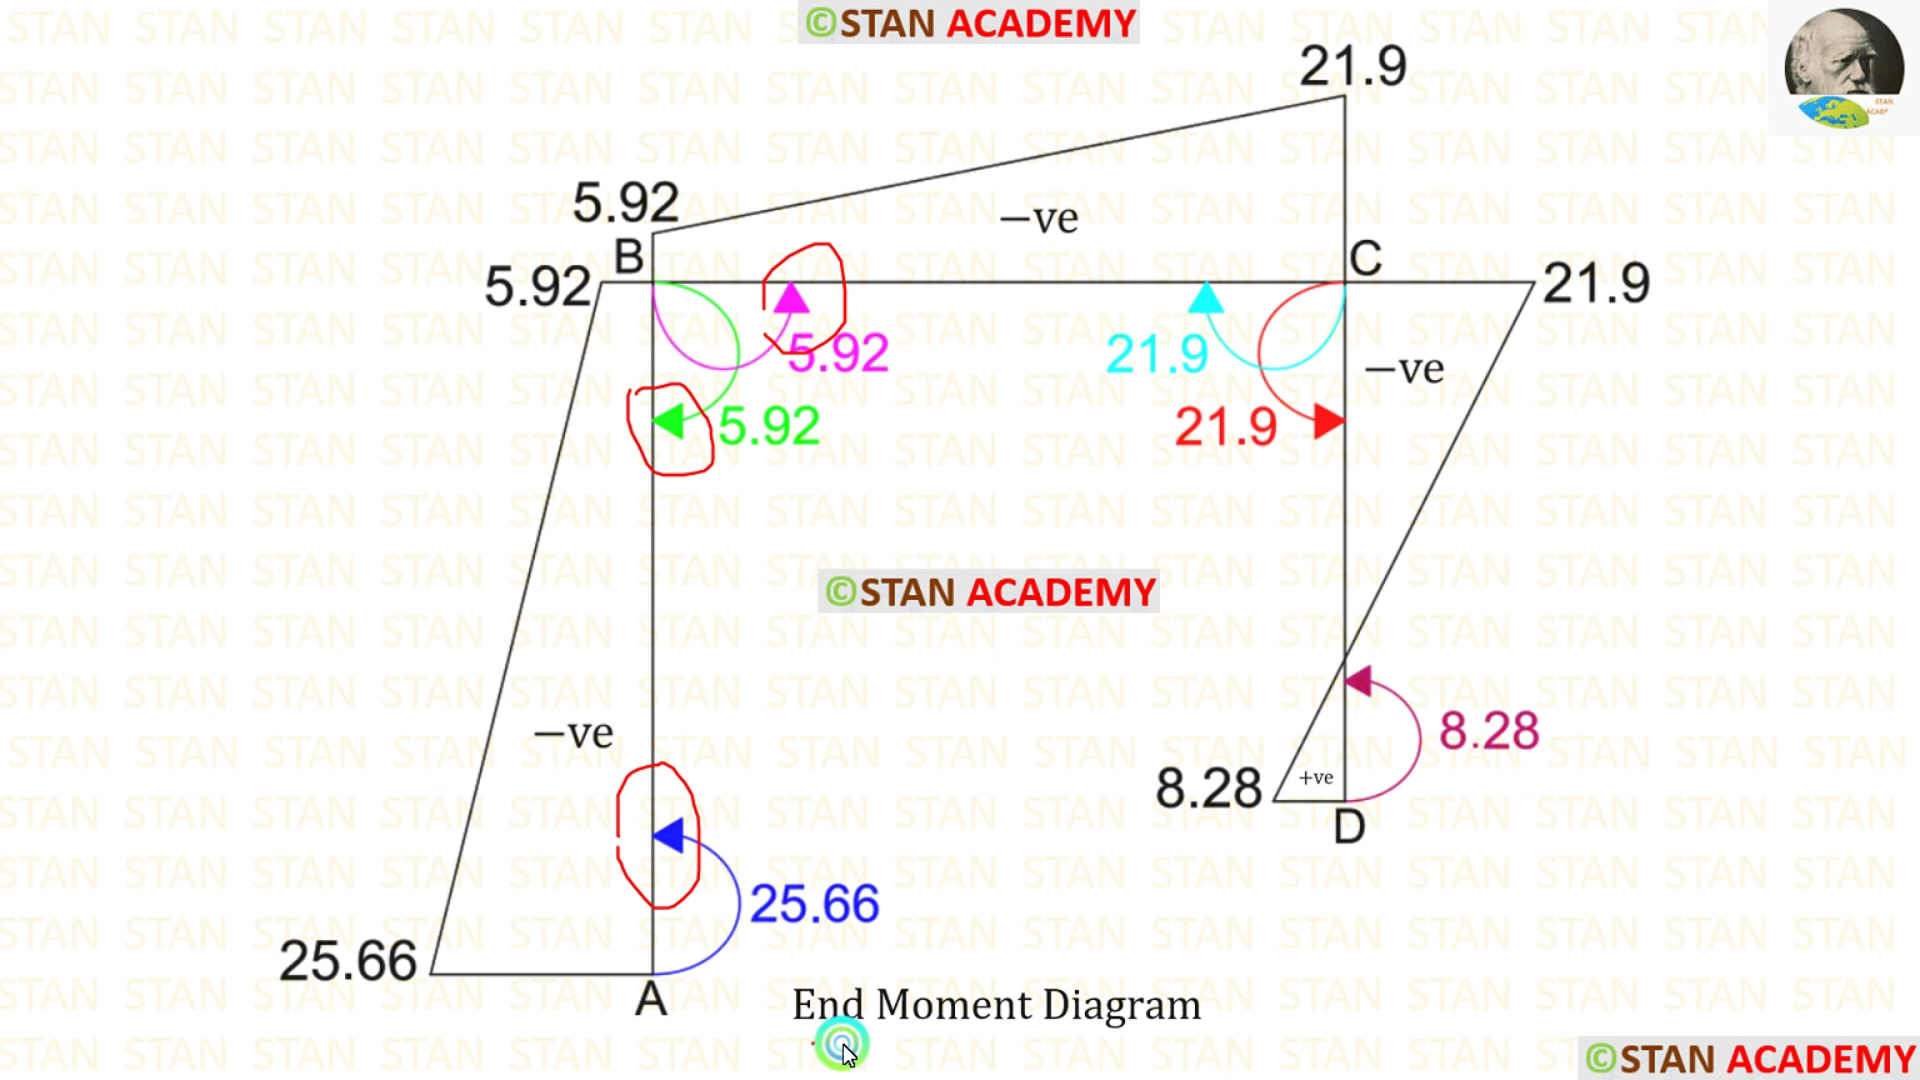 ©STAN ACADEMY
21.9
5.92
−ve
B
C
5.92
21.9
5.92
21.9
−ve
5.92
21.9
©STAN ACADEMY
−ve
8.28
8.28
+ve
D
25.66
25.66
A
End Moment Diagram
©STAN ACADEMY